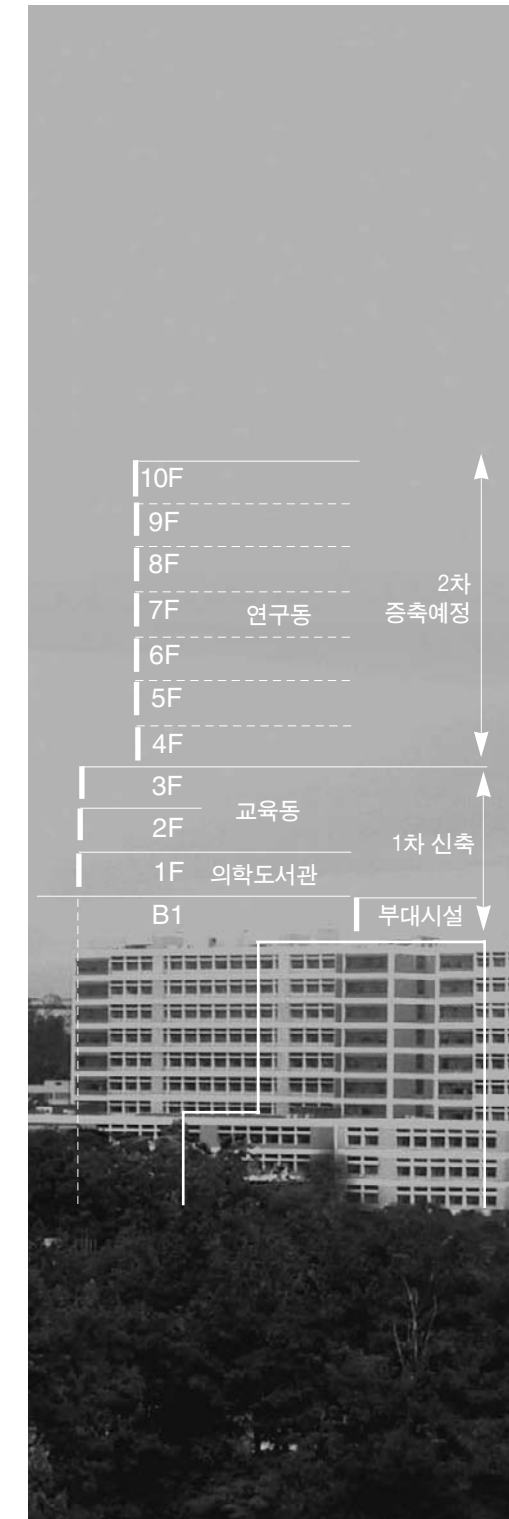 10F
9F
8F
7F 연구동
2차
증축예정
6F
5F
4F
3F
교육동
2F
1차 신축
1F 의학도서관
B1 부대시설